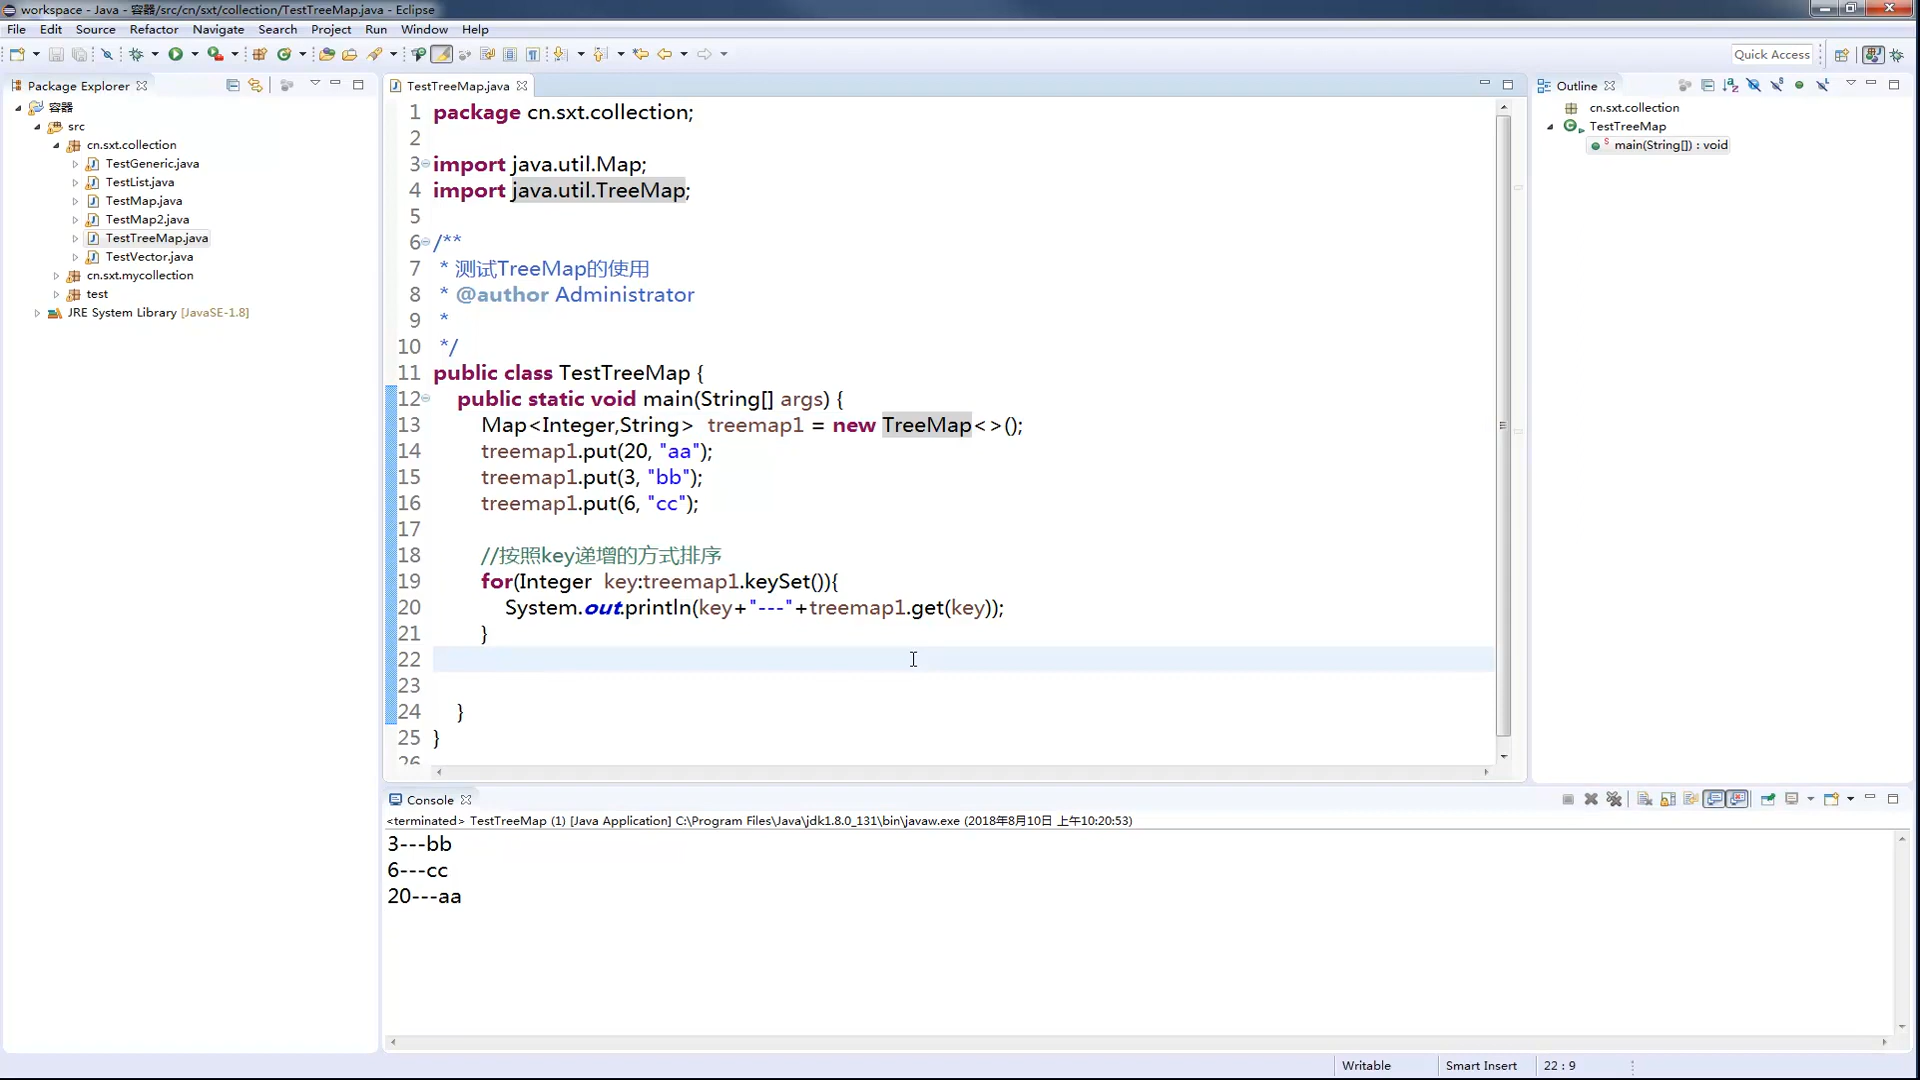 workspace - Java - 容器/src/cn/sxt/collection/TestTreeMap.java - Eclipse
File Edit Source Refactor Navigate Search Project Run Window Help
Quick Access
Package Explorer
容器
src
cn.sxt.collection
TestGeneric.java
TestList.java
TestMap.java
TestMap2.java
TestTreeMap.java
TestVector.java
cn.sxt.mycollection
test
JRE System Library [JavaSE-1.8]
TestTreeMap.java
1 package cn.sxt.collection;
2
3 import java.util.Map;
4 import java.util.TreeMap;
5
6 /**
7 * 测试TreeMap的使用
8 * @author Administrator
9 *
10 */
11 public class TestTreeMap {
12 public static void main(String[] args) {
13 Map<Integer,String> treemap1 = new TreeMap<>();
14 treemap1.put(20, "aa");
15 treemap1.put(3, "bb");
16 treemap1.put(6, "cc");
17
18 //按照key递增的方式排序
19 for(Integer key:treemap1.keySet()){
20 System.out.println(key+"---"+treemap1.get(key));
21 }
22
23
24 }
25 }
26
Outline
cn.sxt.collection
TestTreeMap
main(String[]) : void
Console
<terminated> TestTreeMap (1) [Java Application] C:\Program Files\Java\jdk1.8.0_131\bin\javaw.exe (2018年8月10日 上午10:20:53)
3---bb
6---cc
20---aa
Writable Smart Insert 22 : 9